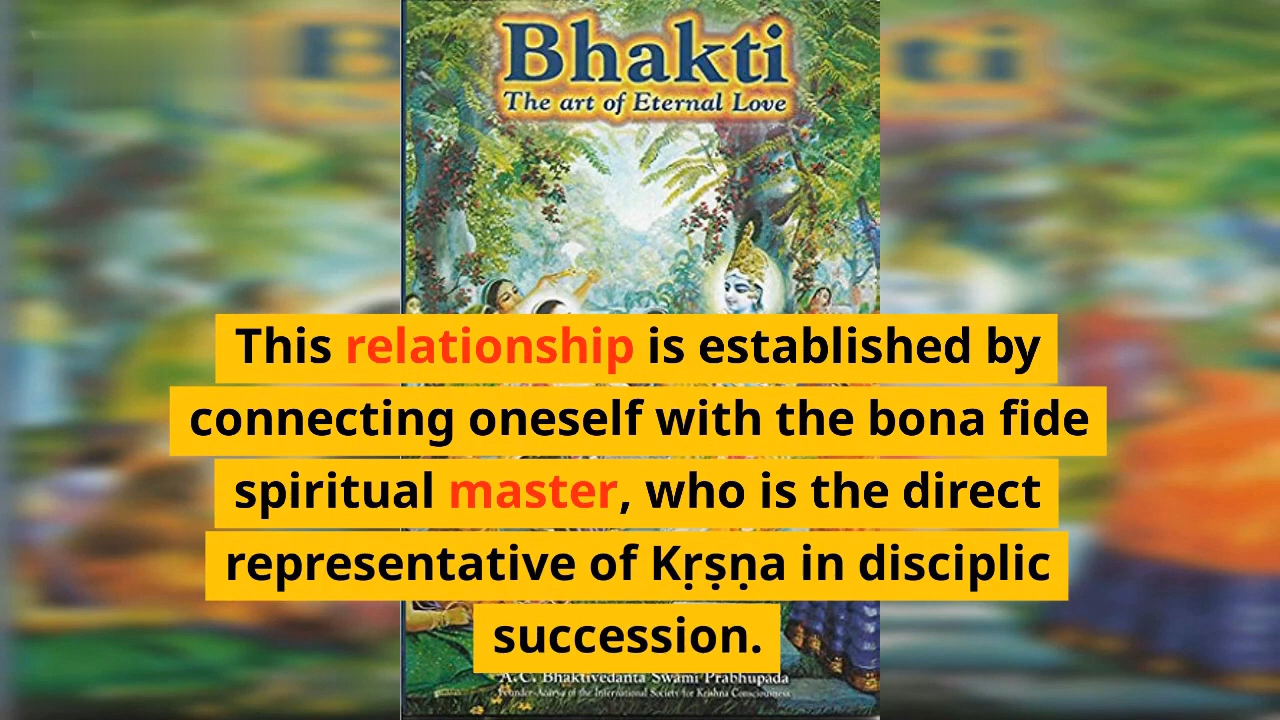 Bhakti
The art of Eternal Love
This relationship is established by
connecting oneself with the bona fide
spiritual master, who is the direct
representative of Kṛṣṇa in disciplic
succession.
A.C. Bhaktivedanta Swami Prabhupada
Founder-Acarya of the International Society for Krishna Consciousness